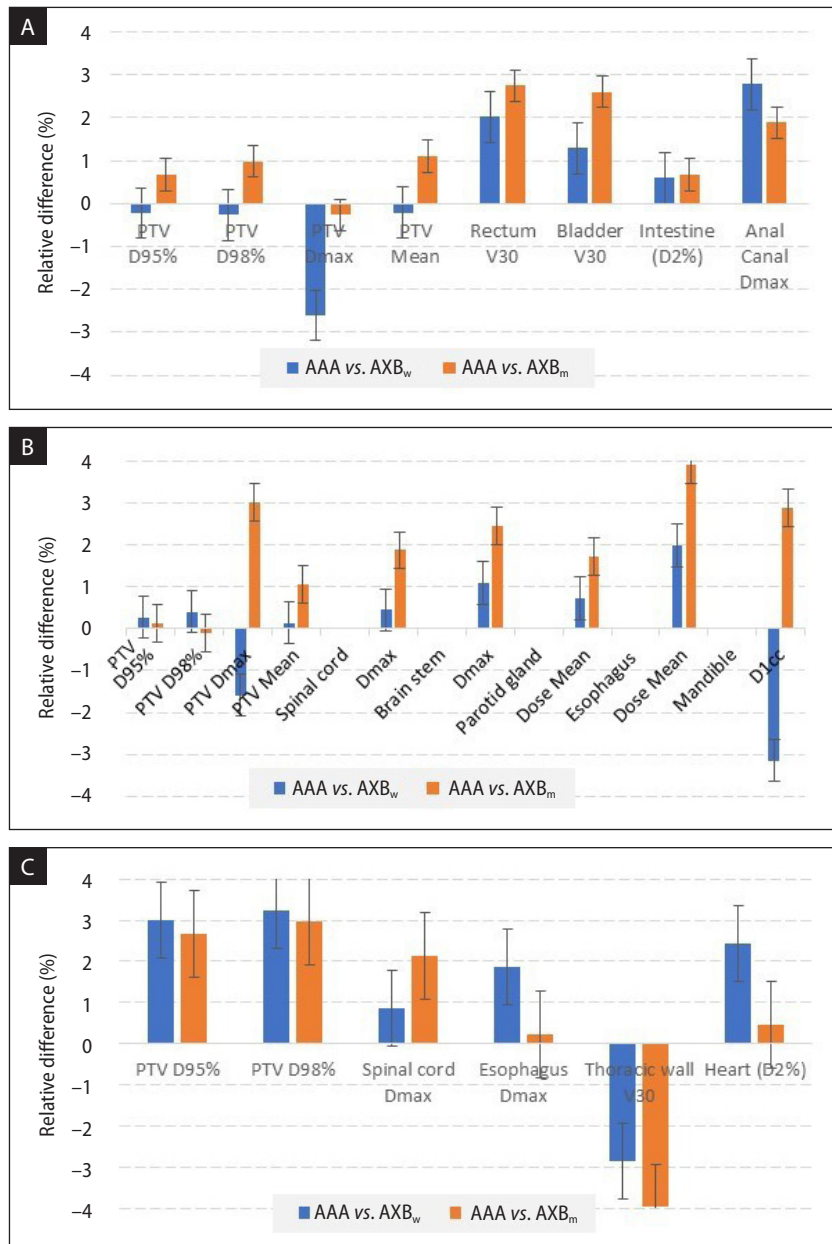 A
Relative difference (%)
4
3
2
1
0
−1
−2
−3
−4
PTV D95%
PTV D98%
PTV Dmax
PTV Mean
Rectum V30
Bladder V30
Intestine (D2%)
Anal Canal Dmax
AAA vs. AXBw
AAA vs. AXBm
B
Relative difference (%)
4
3
2
1
0
−1
−2
−3
−4
PTV D95%
PTV D98%
PTV Dmax
PTV Mean
Spinal cord
Dmax
Brain stem
Dmax
Parotid gland
Dose Mean
Esophagus
Dose Mean
Mandible
D1cc
AAA vs. AXBw
AAA vs. AXBm
C
Relative difference (%)
4
3
2
1
0
−1
−2
−3
−4
PTV D95%
PTV D98%
Spinal cord Dmax
Esophagus Dmax
Thoracic wall V30
Heart (D2%)
AAA vs. AXBw
AAA vs. AXBm